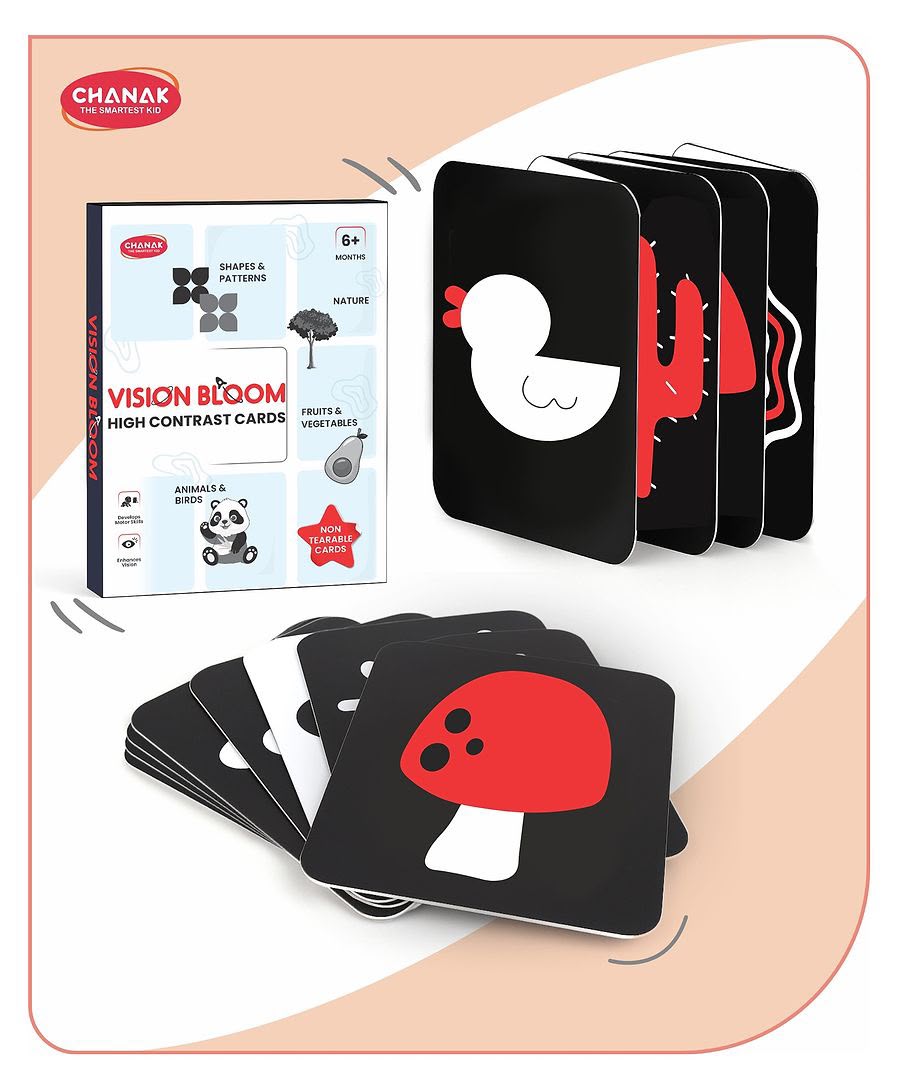 CHANAK
THE SMARTEST KID
CHANAK
THE SMARTEST KID
6+
MONTHS
SHAPES &
PATTERNS
NATURE
VISION BLOOM
VISION BLOOM
HIGH CONTRAST CARDS
FRUITS &
VEGETABLES
ANIMALS &
BIRDS
Develops
Motor Skills
Enhances
Vision
NON
TEARABLE
CARDS